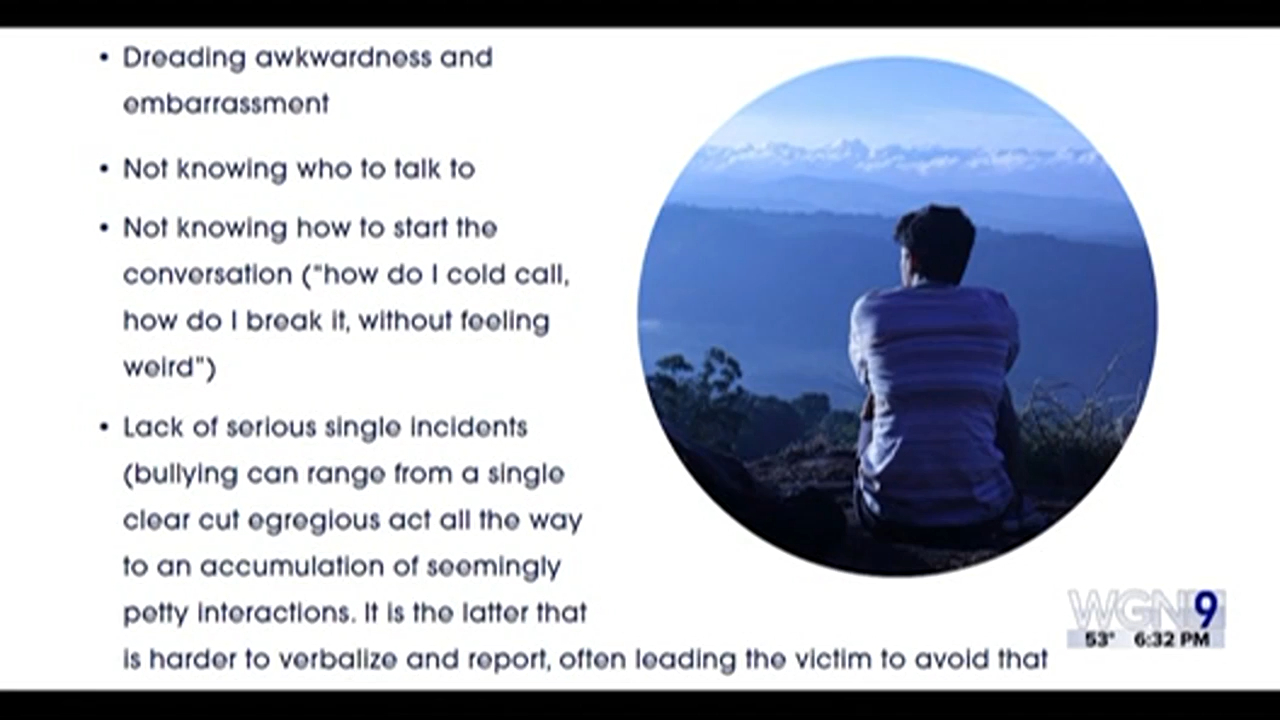 • Dreading awkwardness and
embarrassment
• Not knowing who to talk to
• Not knowing how to start the
conversation ("how do I cold call,
how do I break it, without feeling
weird")
• Lack of serious single incidents
(bullying can range from a single
clear cut egregious act all the way
to an accumulation of seemingly
petty interactions. It is the latter that
is harder to verbalize and report, often leading the victim to avoid that
WGN9
53° 6:32 PM